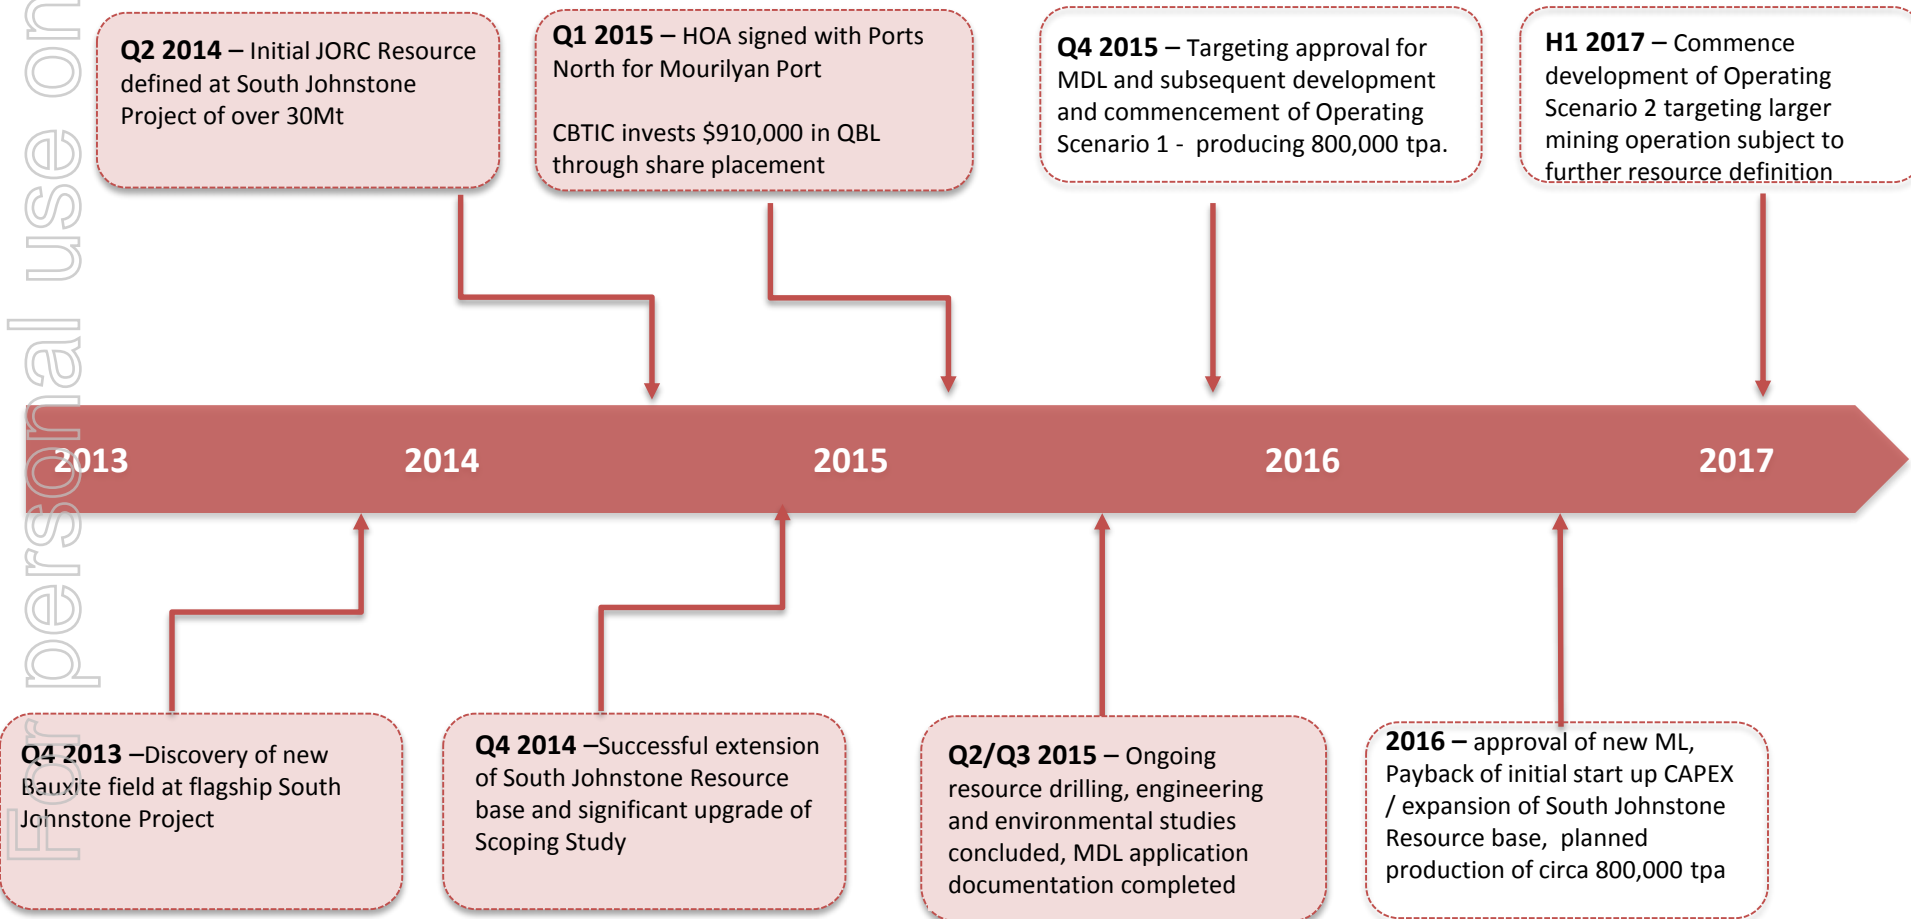 Q2 2014 – Initial JORC Resource
defined at South Johnstone
Project of over 30Mt
Q1 2015 – HOA signed with Ports
North for Mourilyan Port
CBTIC invests $910,000 in QBL
through share placement
Q4 2015 – Targeting approval for
MDL and subsequent development
and commencement of Operating
Scenario 1 - producing 800,000 tpa.
H1 2017 – Commence
development of Operating
Scenario 2 targeting larger
mining operation subject to
further resource definition
2013
2014
2015
2016
2017
Q4 2013 –Discovery of new
Bauxite field at flagship South
Johnstone Project
Q4 2014 –Successful extension
of South Johnstone Resource
base and significant upgrade of
Scoping Study
Q2/Q3 2015 – Ongoing
resource drilling, engineering
and environmental studies
concluded, MDL application
documentation completed
2016 – approval of new ML,
Payback of initial start up CAPEX
/ expansion of South Johnstone
Resource base, planned
production of circa 800,000 tpa
For personal use on